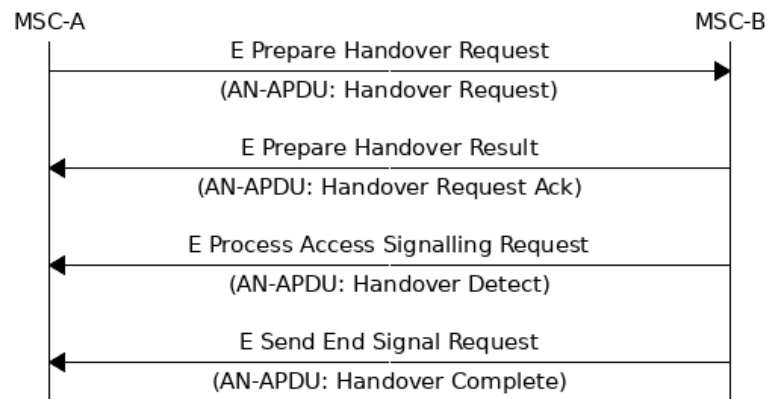 MSC-A MSC-B
E Prepare Handover Request
(AN-APDU: Handover Request)
E Prepare Handover Result
(AN-APDU: Handover Request Ack)
E Process Access Signalling Request
(AN-APDU: Handover Detect)
E Send End Signal Request
(AN-APDU: Handover Complete)